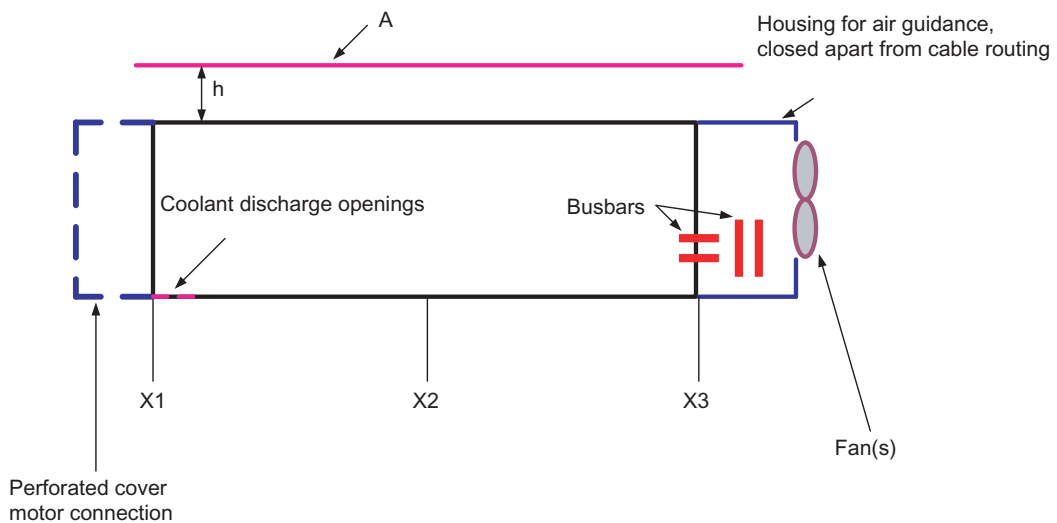 A
Housing for air guidance,
closed apart from cable routing
h
Coolant discharge openings
Busbars
X1
X2
X3
Fan(s)
Perforated cover
motor connection